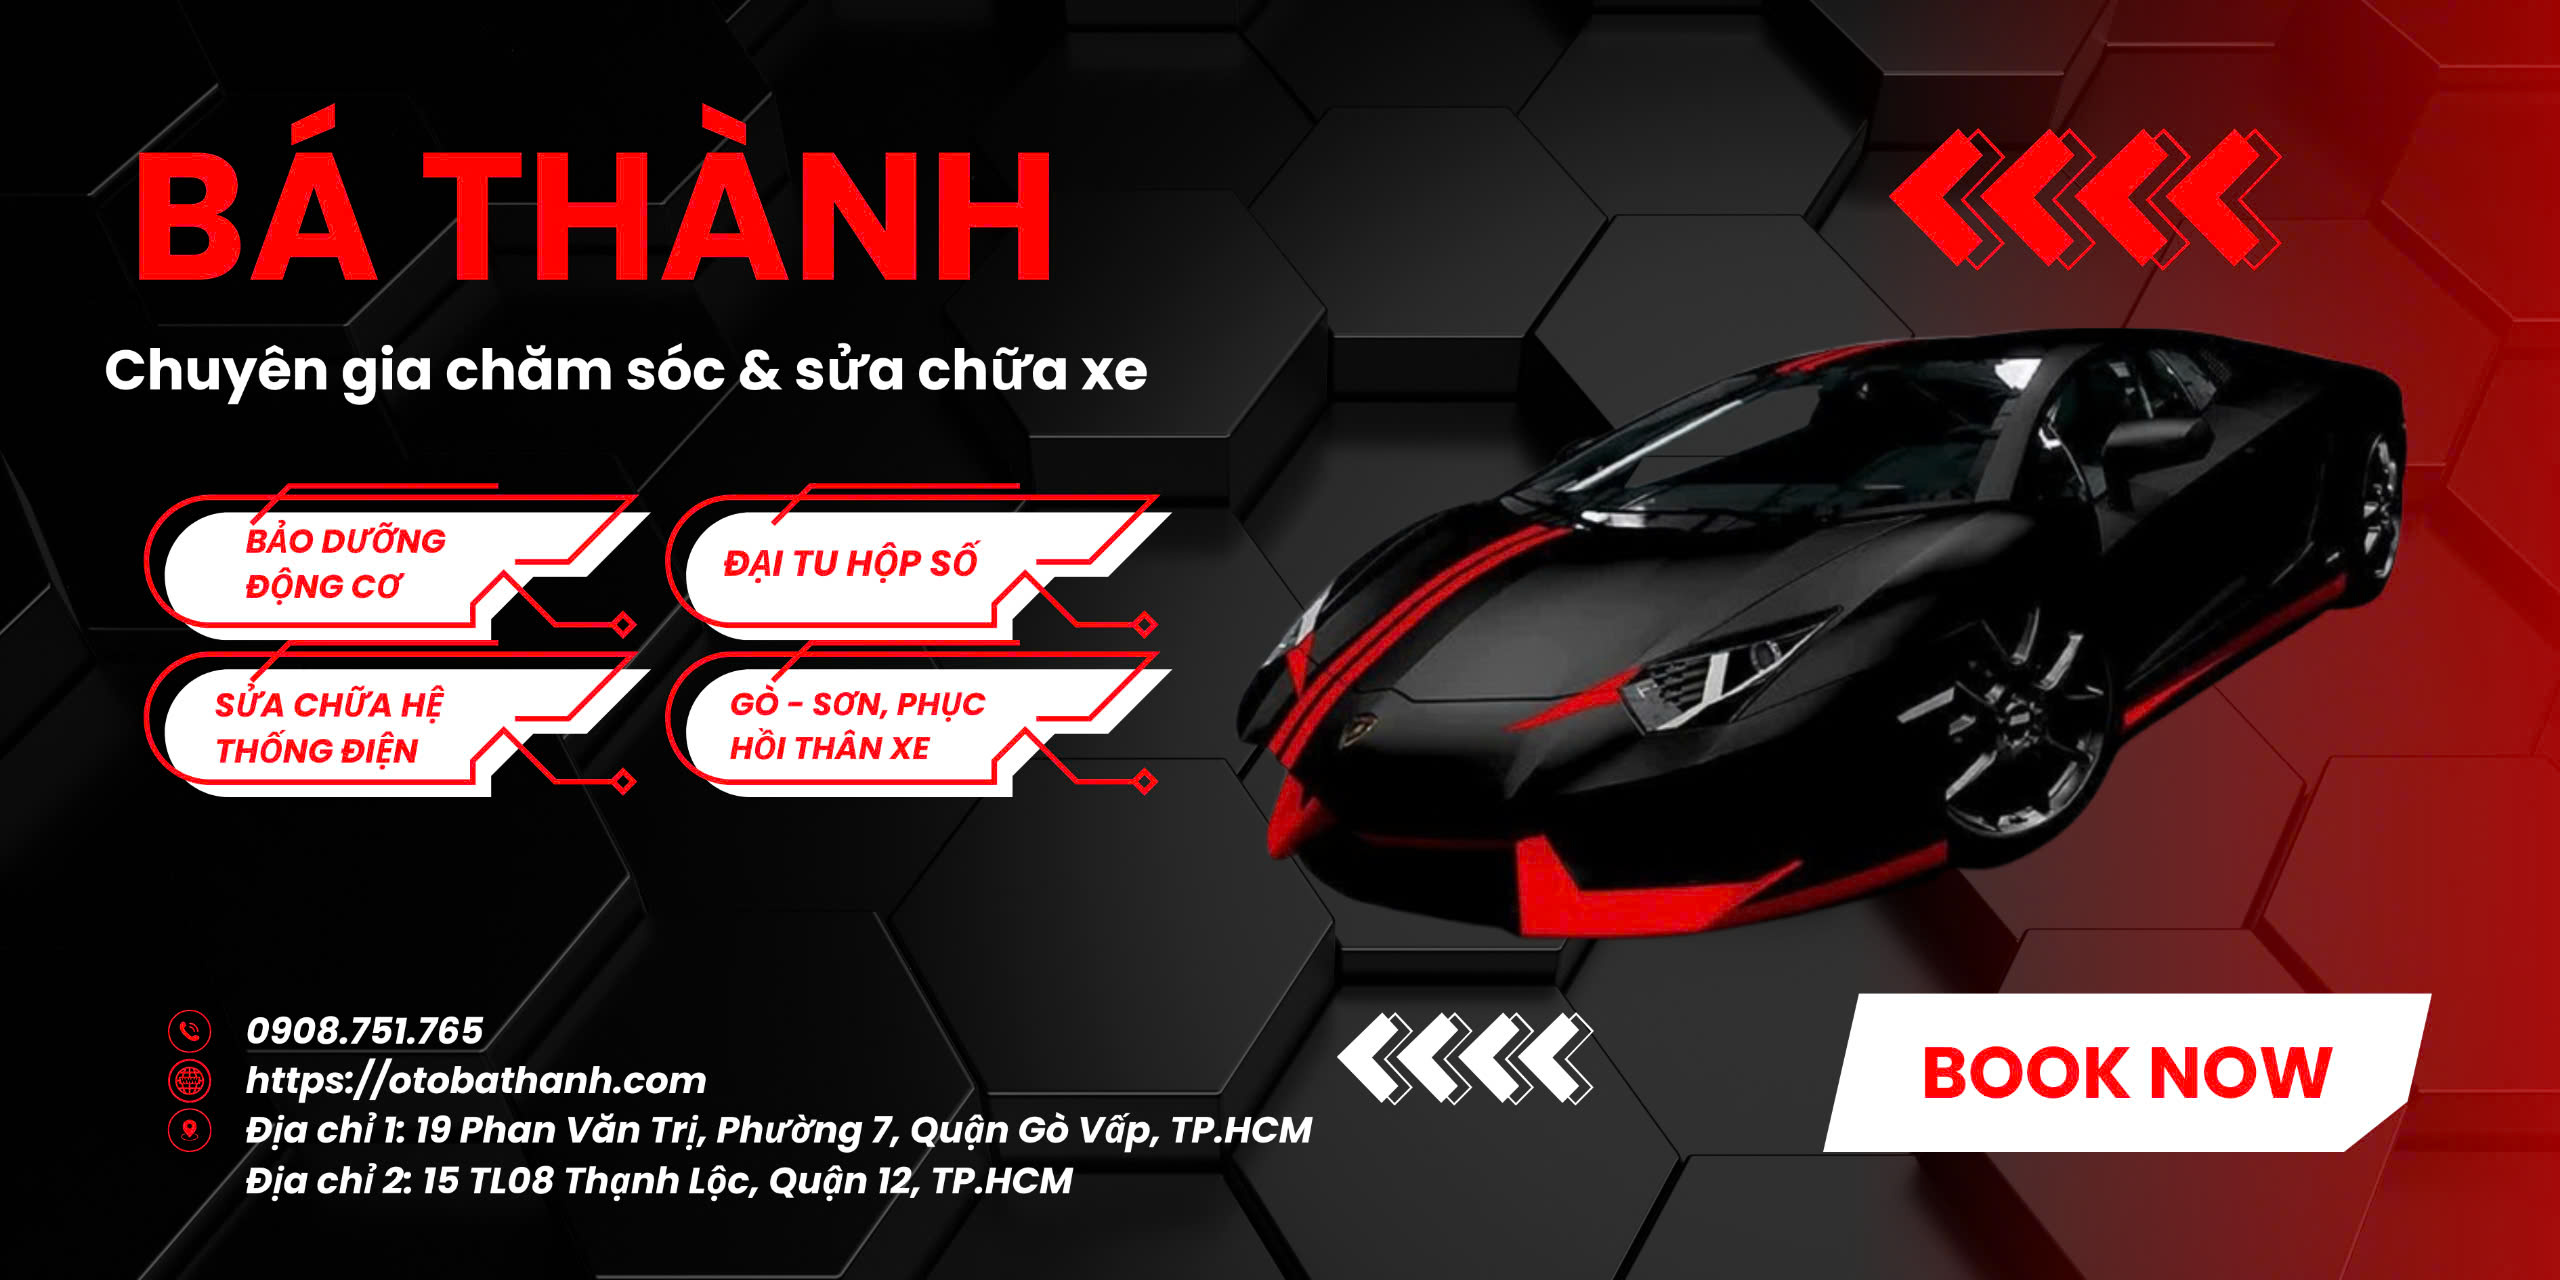 BÁ THÀNH
Chuyên gia chăm sóc & sửa chữa xe
BẢO DƯỠNG
ĐỘNG CƠ
ĐẠI TU HỘP SỐ
SỬA CHỮA HỆ
THỐNG ĐIỆN
GÒ - SƠN, PHỤC
HỒI THÂN XE
0908.751.765
https://otobathanh.com
Địa chỉ 1: 19 Phan Văn Trị, Phường 7, Quận Gò Vấp, TP.HCM
Địa chỉ 2: 15 TL08 Thạnh Lộc, Quận 12, TP.HCM
BOOK NOW